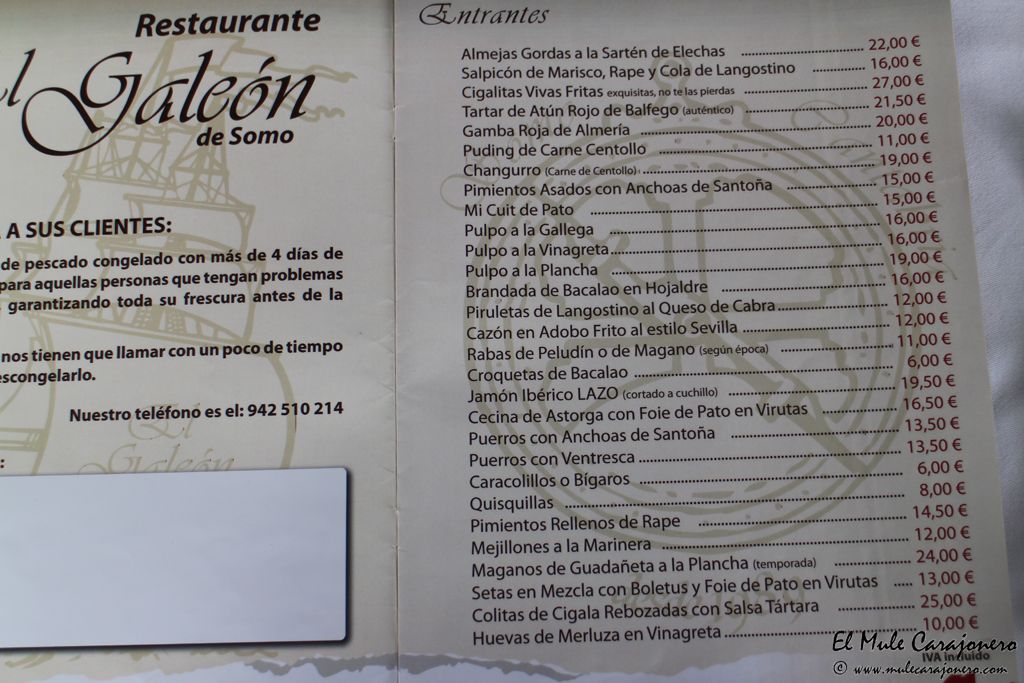 Restaurante
l Galeón
de Somo
A SUS CLIENTES:
de pescado congelado con más de 4 días de
para aquellas personas que tengan problemas
garantizando toda su frescura antes de la
nos tienen que llamar con un poco de tiempo
escongelarlo.
Nuestro teléfono es el: 942 510 214
El
Galeón
:
Entrantes
Almejas Gordas a la Sartén de Elechas 22,00 €
Salpicón de Marisco, Rape y Cola de Langostino 16,00 €
Cigalitas Vivas Fritas exquisitas, no te las pierdas 27,00 €
Tartar de Atún Rojo de Balfego (auténtico) 21,50 €
Gamba Roja de Almería 20,00 €
Puding de Carne Centollo 11,00 €
Changurro (Carne de Centollo) 19,00 €
Pimientos Asados con Anchoas de Santoña 15,00 €
Mi Cuit de Pato 15,00 €
Pulpo a la Gallega 16,00 €
Pulpo a la Vinagreta 16,00 €
Pulpo a la Plancha 19,00 €
Brandada de Bacalao en Hojaldre 16,00 €
Piruletas de Langostino al Queso de Cabra 12,00 €
Cazón en Adobo Frito al estilo Sevilla 12,00 €
Rabas de Peludín o de Magano (según época) 11,00 €
Croquetas de Bacalao 6,00 €
Jamón Ibérico LAZO (cortado a cuchillo) 19,50 €
Cecina de Astorga con Foie de Pato en Virutas 16,50 €
Puerros con Anchoas de Santoña 13,50 €
Puerros con Ventresca 13,50 €
Caracolillos o Bígaros 6,00 €
Quisquillas 8,00 €
Pimientos Rellenos de Rape 14,50 €
Mejillones a la Marinera 12,00 €
Maganos de Guadañeta a la Plancha (temporada) 24,00 €
Setas en Mezcla con Boletus y Foie de Pato en Virutas 13,00 €
Colitas de Cigala Rebozadas con Salsa Tártara 25,00 €
Huevas de Merluza en Vinagreta 10,00 €
IVA incluido
desde 1989
El Mule Carajonero
© www.mulecarajonero.com